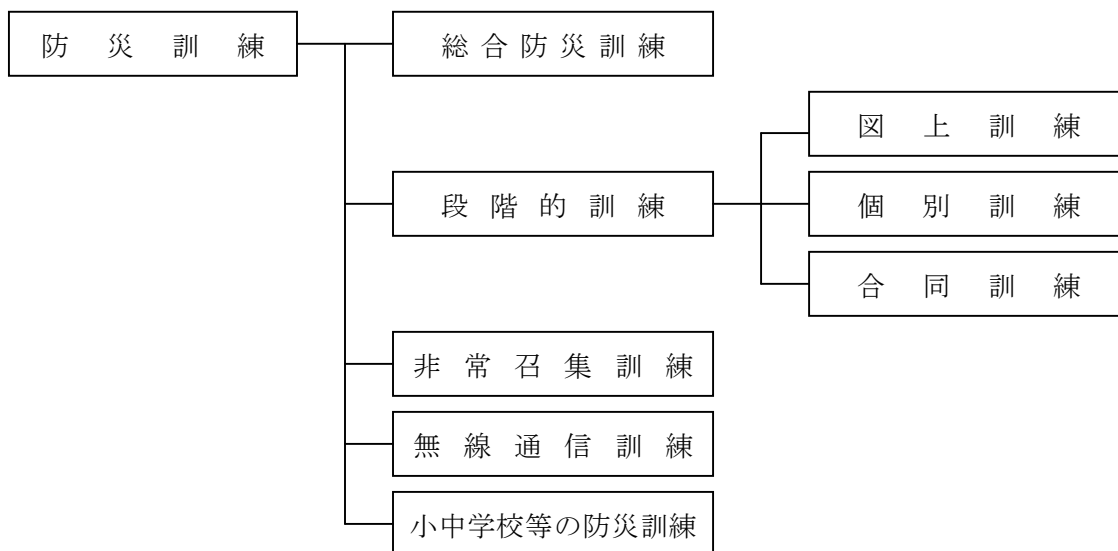 防災訓練
総合防災訓練
図上訓練
段階的訓練
個別訓練
合同訓練
非常召集訓練
無線通信訓練
小中学校等の防災訓練